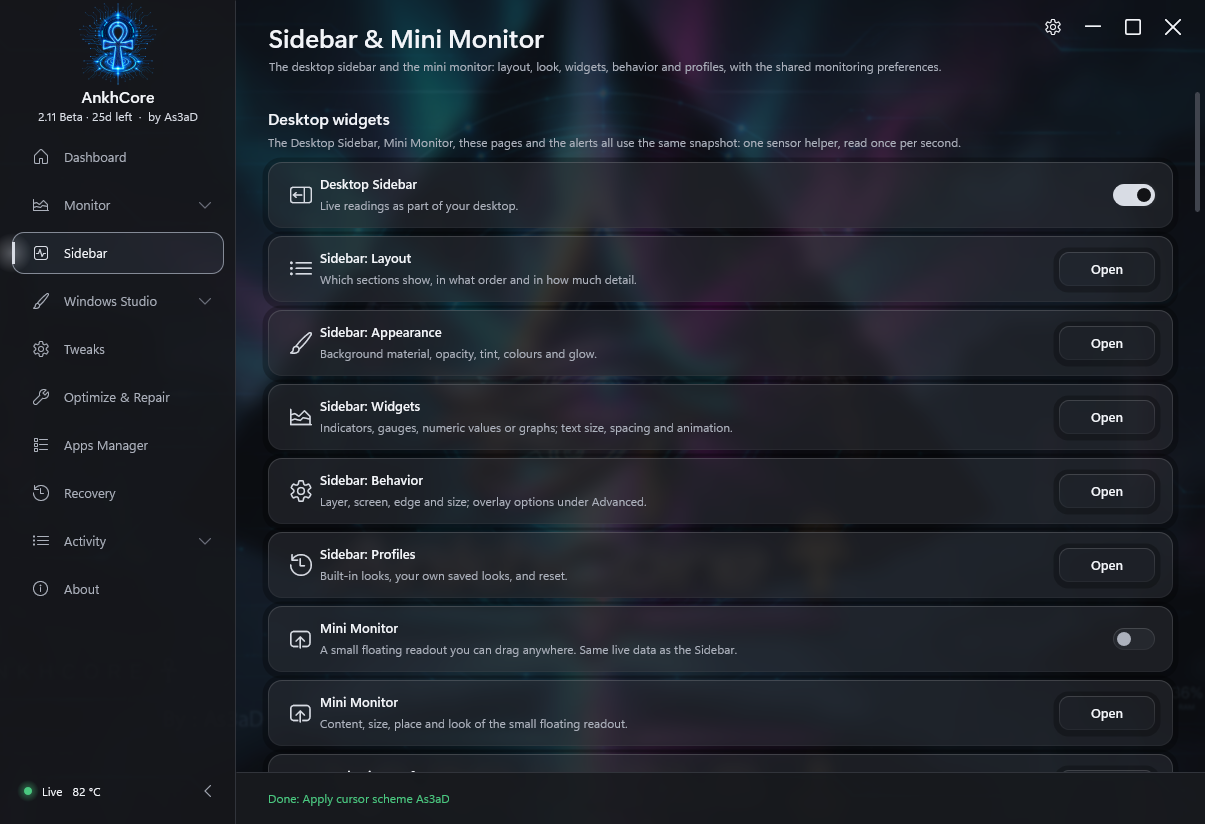 AnkhCore
2.11 Beta · 25d left · by As3aD
Dashboard
Monitor
Sidebar
Windows Studio
Tweaks
Optimize & Repair
Apps Manager
Recovery
Activity
About
Live 82 °C
Sidebar & Mini Monitor
The desktop sidebar and the mini monitor: layout, look, widgets, behavior and profiles, with the shared monitoring preferences.
Desktop widgets
The Desktop Sidebar, Mini Monitor, these pages and the alerts all use the same snapshot: one sensor helper, read once per second.
Desktop Sidebar
Live readings as part of your desktop.
Sidebar: Layout
Which sections show, in what order and in how much detail.
Open
Sidebar: Appearance
Background material, opacity, tint, colours and glow.
Open
Sidebar: Widgets
Indicators, gauges, numeric values or graphs; text size, spacing and animation.
Open
Sidebar: Behavior
Layer, screen, edge and size; overlay options under Advanced.
Open
Sidebar: Profiles
Built-in looks, your own saved looks, and reset.
Open
Mini Monitor
A small floating readout you can drag anywhere. Same live data as the Sidebar.
Mini Monitor
Content, size, place and look of the small floating readout.
Open
Done: Apply cursor scheme As3aD